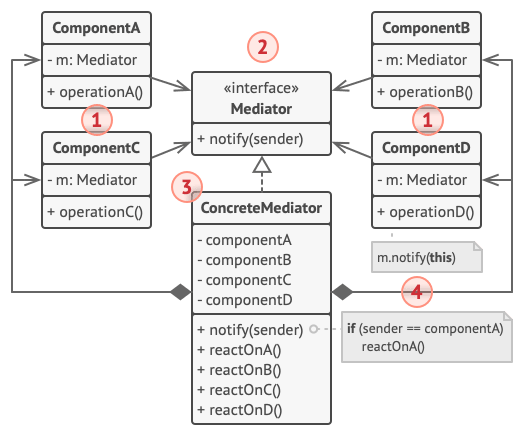 ComponentA
- m: Mediator
+ operationA()
1
ComponentC
- m: Mediator
+ operationC()
2
«interface»
Mediator
+ notify(sender)
ComponentB
- m: Mediator
+ operationB()
1
ComponentD
- m: Mediator
+ operationD()
m.notify(this)
3
ConcreteMediator
- componentA
- componentB
- componentC
- componentD
+ notify(sender)
+ reactOnA()
+ reactOnB()
+ reactOnC()
+ reactOnD()
4
if (sender == componentA)
reactOnA()